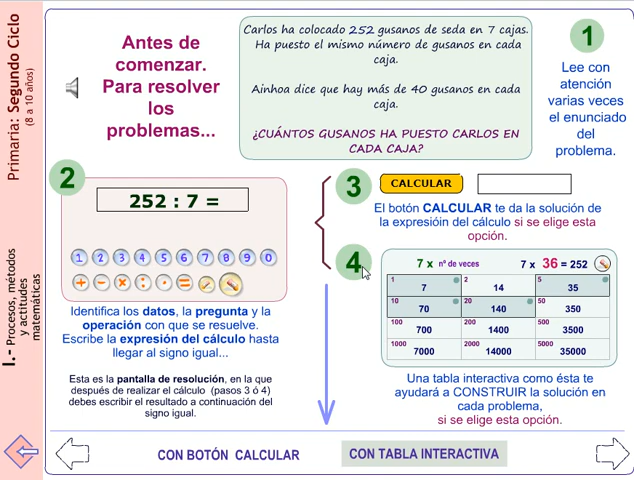 Primaria: Segundo Ciclo
(8 a 10 años)
I.- Procesos, métodos
y actitudes
matemáticas
Antes de
comenzar.
Para resolver
los
problemas...
Carlos ha colocado 252 gusanos de seda en 7 cajas.
Ha puesto el mismo número de gusanos en cada
caja.
Ainhoa dice que hay más de 40 gusanos en cada
caja.
¿CUÁNTOS GUSANOS HA PUESTO CARLOS EN
CADA CAJA?
1
Lee con
atención
varias veces
el enunciado
del
problema.
2
252 : 7 =
1 2 3 4 5 6 7 8 9 0
+ - × : · =
Identifica los datos, la pregunta y la
operación con que se resuelve.
Escribe la expresión del cálculo hasta
llegar al signo igual...
Esta es la pantalla de resolución, en la que
después de realizar el cálculo (pasos 3 ó 4)
debes escribir el resultado a continuación del
signo igual.
3
CALCULAR
El botón CALCULAR te da la solución de
la expresióin del cálculo si se elige esta
opción.
4
7 x nº de veces 7 x 36 = 252
1 7 2 14 5 35
10 70 20 140 50 350
100 700 200 1400 500 3500
1000 7000 2000 14000 5000 35000
Una tabla interactiva como ésta te
ayudará a CONSTRUIR la solución en
cada problema,
si se elige esta opción.
CON BOTÓN CALCULAR
CON TABLA INTERACTIVA